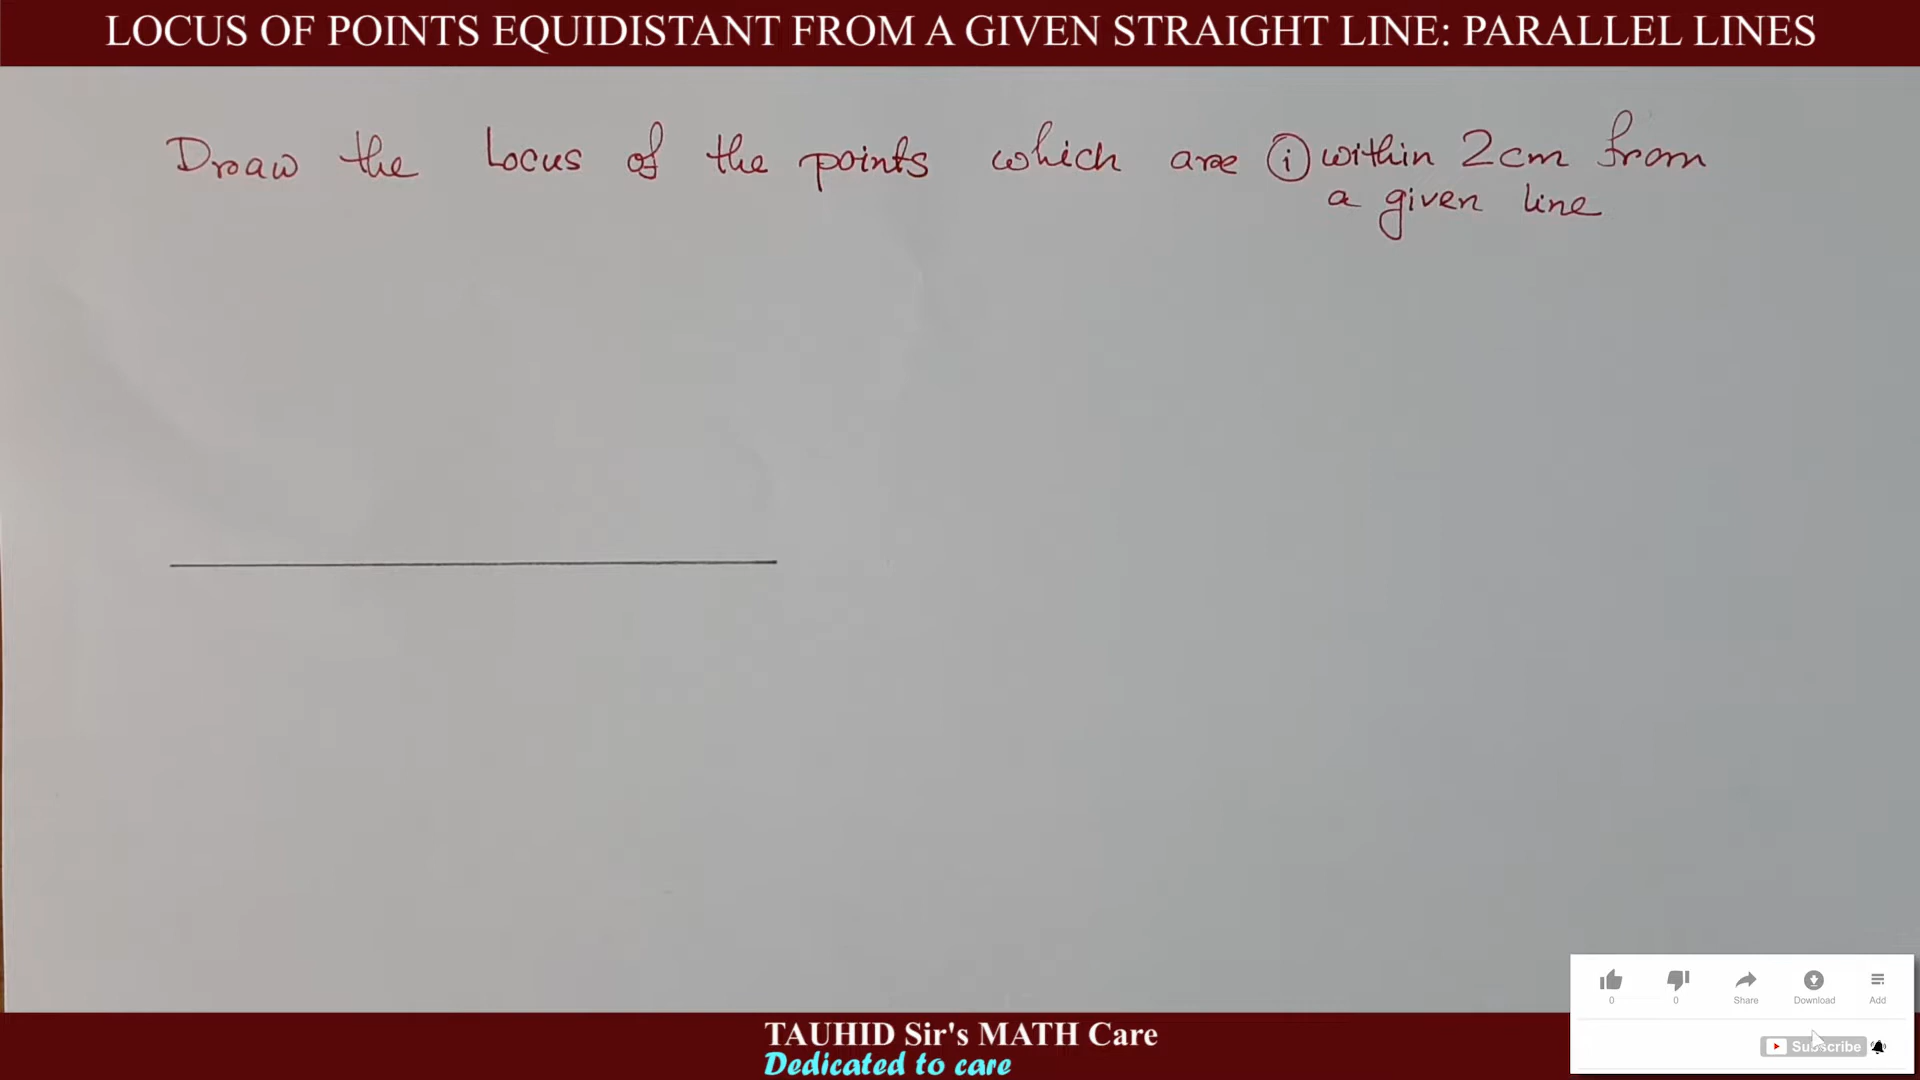 LOCUS OF POINTS EQUIDISTANT FROM A GIVEN STRAIGHT LINE: PARALLEL LINES
Draw the Locus of the points which are (i) within 2cm from
a given line
0 0 Share Download Add
Subscribe
TAUHID Sir's MATH Care
Dedicated to care